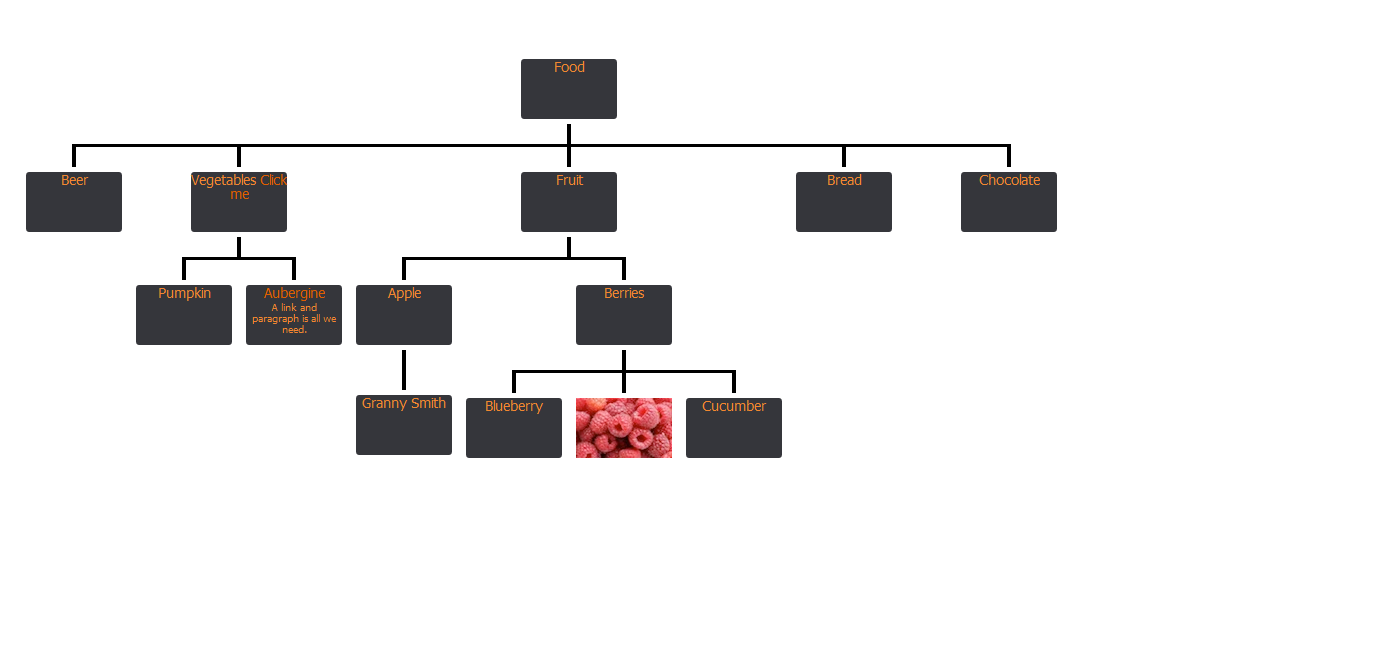 Food
Beer
Vegetables Click
me
Fruit
Bread
Chocolate
Pumpkin
Aubergine
A link and
paragraph is all we
need.
Apple
Berries
Granny Smith
Blueberry
Cucumber